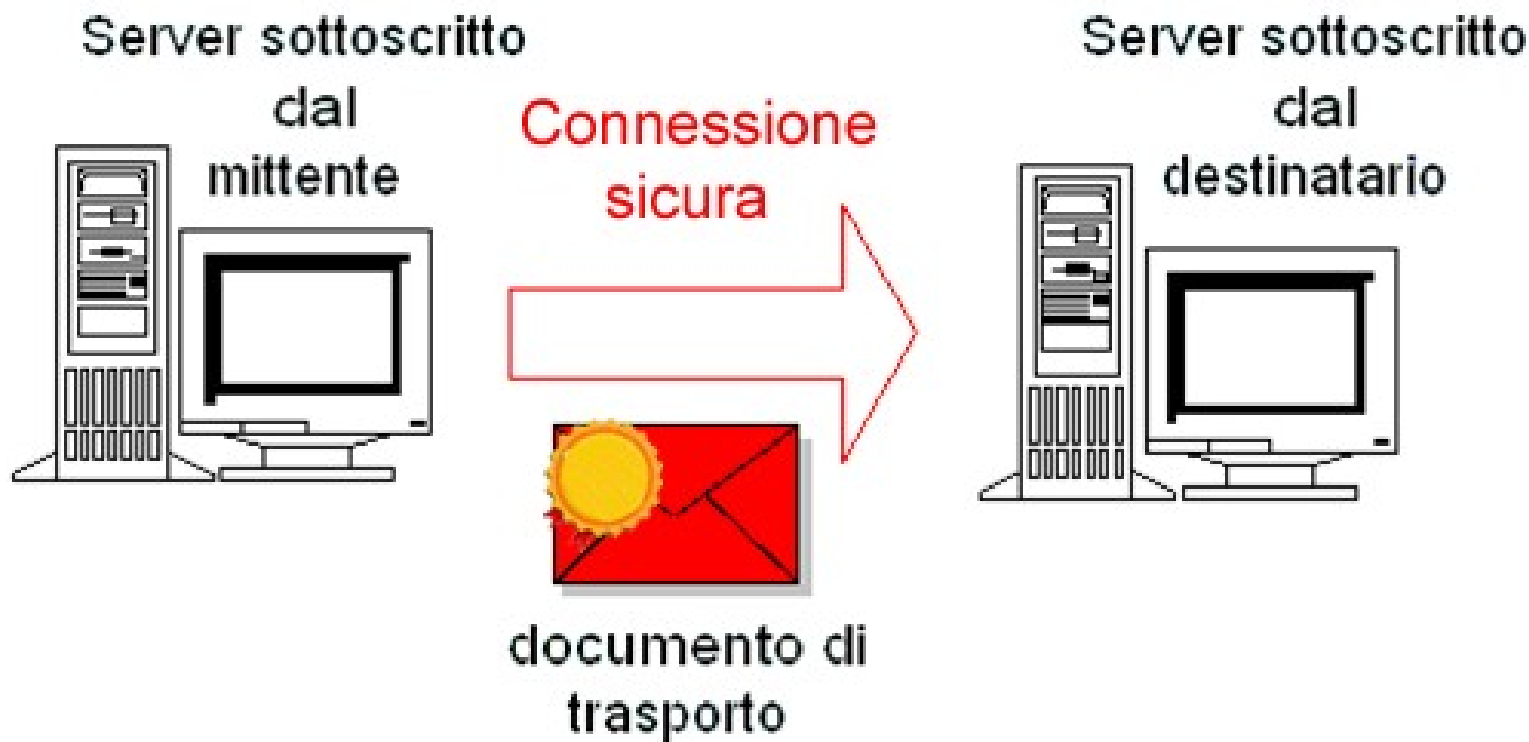 Server sottoscritto
dal
mittente
Connessione
sicura
Server sottoscritto
dal
destinatario
documento di
trasporto